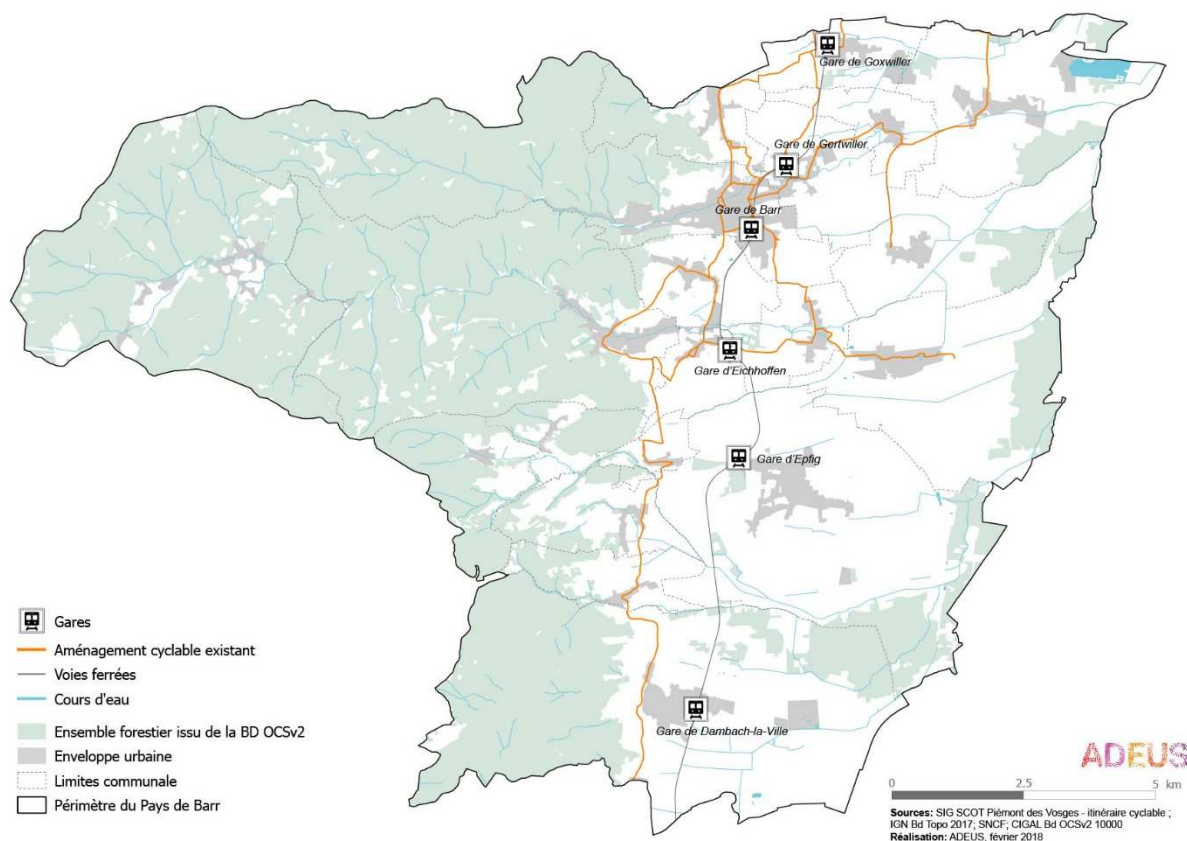 Gare de Goxwiller
Gare de Gertwiller
Gare de Barr
Gare d'Eichhoffen
Gare d'Epfig
Gare de Dambach-la-Ville
Gares
Aménagement cyclable existant
Voies ferrées
Cours d'eau
Ensemble forestier issu de la BD OCSv2
Enveloppe urbaine
Limites communale
Périmètre du Pays de Barr
ADEUS
0 2.5 5 km
Sources: SIG SCOT Piémont des Vosges - itinéraire cyclable ;
IGN Bd Topo 2017; SNCF; CIGAL Bd OCSv2 10000
Réalisation: ADEUS, février 2018